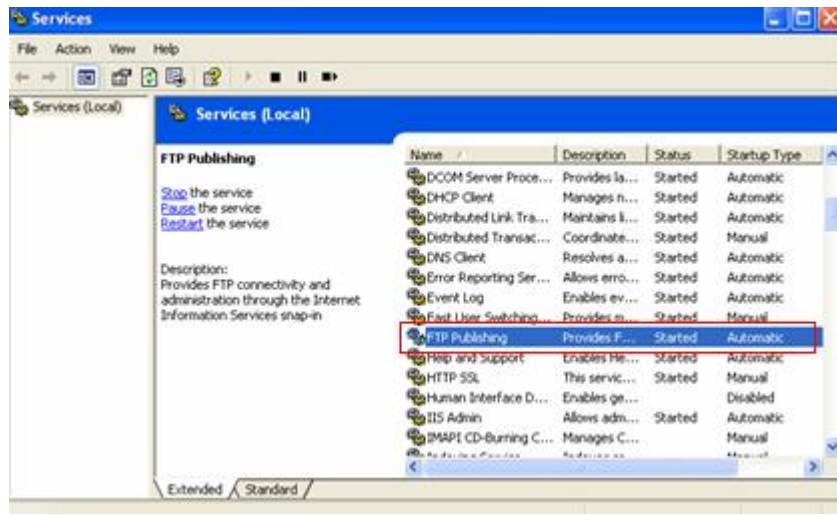 Services
File Action View Help
Services (Local)
Services (Local)
FTP Publishing
Stop the service
Pause the service
Restart the service
Description:
Provides FTP connectivity and
administration through the Internet
Information Services snap-in
Name Description Status Startup Type
DCOM Server Proce... Provides la... Started Automatic
DHCP Client Manages n... Started Automatic
Distributed Link Tra... Maintains li... Started Automatic
Distributed Transac... Coordinate... Started Manual
DNS Client Resolves a... Started Automatic
Error Reporting Ser... Allows erro... Started Automatic
Event Log Enables ev... Started Automatic
Fast User Switching... Provides m... Started Manual
FTP Publishing Provides F... Started Automatic
Help and Support Enables He... Started Automatic
HTTP SSL This servic... Started Manual
Human Interface D... Enables ge... Disabled
IIS Admin Allows adm... Started Automatic
IMAPI CD-Burning C... Manages C... Manual
Extended Standard